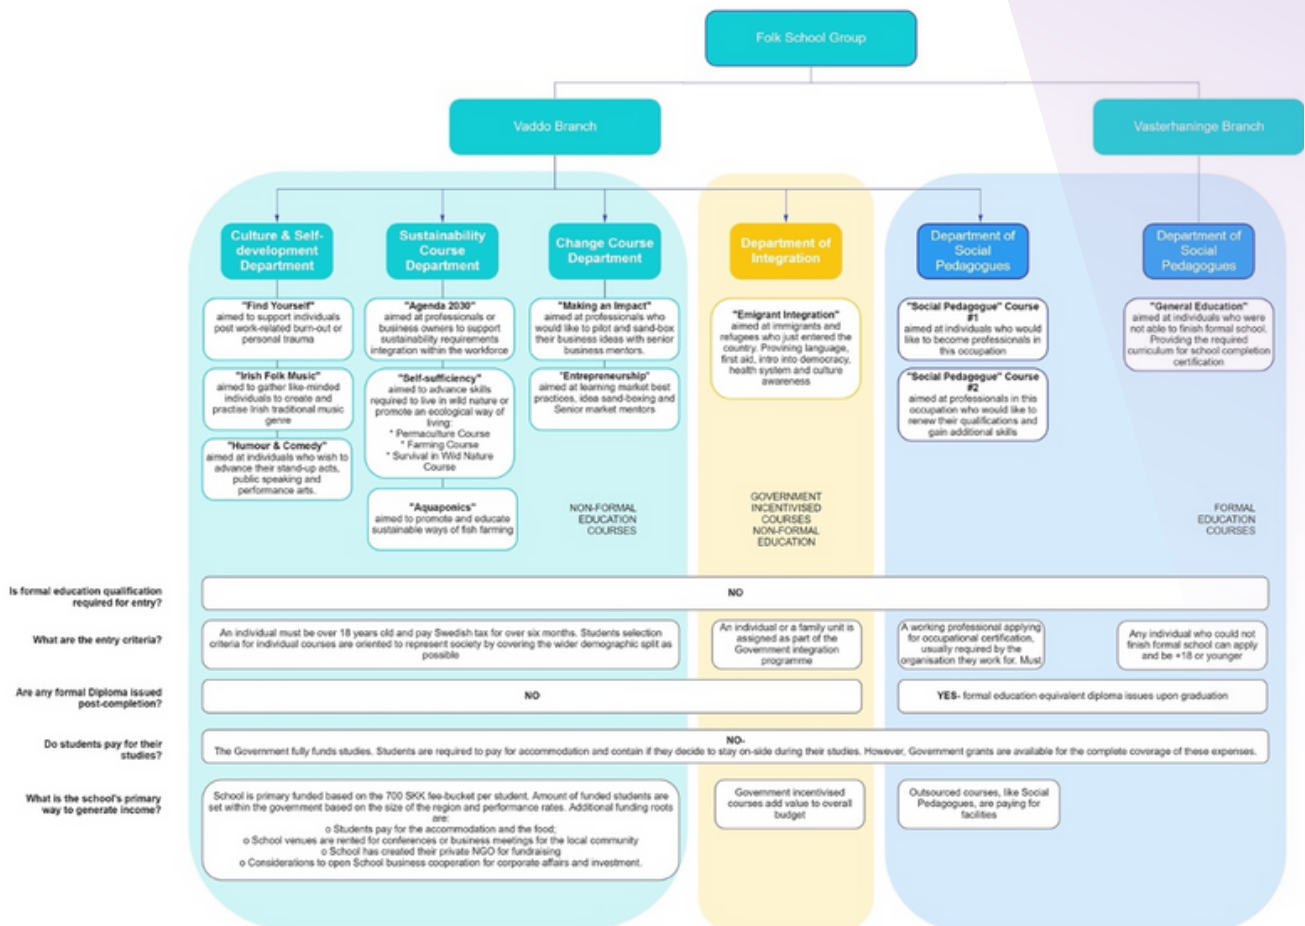 Folk School Group
Vaddo Branch
Vasterhaninge Branch
Culture & Self-
development
Department
"Find Yourself"
aimed to support individuals
post work-related burn-out or
personal trauma
"Irish Folk Music"
aimed to gather like-minded
individuals to create and
practise Irish traditional music
genre
"Humour & Comedy"
aimed at individuals who wish to
advance their stand-up acts,
public speaking and
performance arts.
Sustainability
Course
Department
"Agenda 2030"
aimed at professionals or
business owners to support
sustainability requirements
integration within the workforce
"Self-sufficiency"
aimed to advance skills
required to live in wild nature or
promote an ecological way of
living:
* Permaculture Course
* Farming Course
* Survival in Wild Nature
Course
"Aquaponics"
aimed to promote and educate
sustainable ways of fish farming
Change Course
Department
"Making an Impact"
aimed at professionals who
would like to pilot and sand-box
their business ideas with senior
business mentors.
"Entrepreneurship"
aimed at learning market best
practices, idea sand-boxing and
Senior market mentors
NON-FORMAL
EDUCATION
COURSES
Department of
Integration
"Emigrant Integration"
aimed at immigrants and
refugees who just entered the
country. Provining language,
first aid, intro into democracy,
health system and culture
awareness
GOVERNMENT
INCENTIVISED
COURSES
NON-FORMAL
EDUCATION
Department of
Social
Pedagogues
"Social Pedagogue" Course
#1
aimed at individuals who would
like to become professionals in
this occupation
"Social Pedagogue" Course
#2
aimed at professionals in this
occupation who would like to
renew their qualifications and
gain additional skills
Department of
Social
Pedagogues
"General Education"
aimed at individuals who were
not able to finish formal school.
Providing the required
curriculum for school completion
certification
FORMAL
EDUCATION
COURSES
Is formal education qualification
required for entry?
NO
What are the entry criteria?
An individual must be over 18 years old and pay Swedish tax for over six months. Students selection
criteria for individual courses are oriented to represent society by covering the wider demographic split as
possible
An individual or a family unit is
assigned as part of the
Government integration
programme
A working professional applying
for occupational certification,
usually required by the
organisation they work for. Must
Any individual who could not
finish formal school can apply
and be +18 or younger
Are any formal Diploma issued
post-completion?
NO
YES- formal education equivalent diploma issues upon graduation
Do students pay for their
studies?
NO-
The Government fully funds studies. Students are required to pay for accommodation and contain if they decide to stay on-side during their studies. However, Government grants are available for the complete coverage of these expenses.
What is the school's primary
way to generate income?
School is primary funded based on the 700 SKK fee-bucket per student. Amount of funded students are
set within the government based on the size of the region and performance rates. Additional funding roots
are:
o Students pay for the accommodation and the food;
o School venues are rented for conferences or business meetings for the local community
o School has created their private NGO for fundraising
o Considerations to open School business cooperation for corporate affairs and investment.
Government incentivised
courses add value to overall
budget
Outsourced courses, like Social
Pedagogues, are paying for
facilities